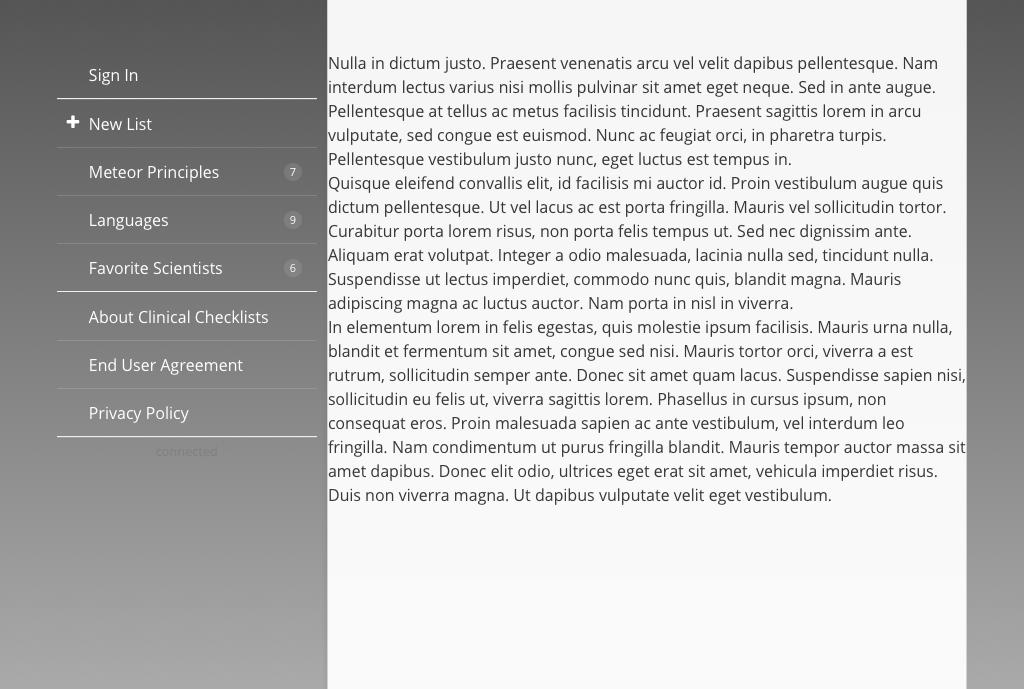 Sign In
New List
Meteor Principles 7
Languages 9
Favorite Scientists 6
About Clinical Checklists
End User Agreement
Privacy Policy
connected
Nulla in dictum justo. Praesent venenatis arcu vel velit dapibus pellentesque. Nam
interdum lectus varius nisi mollis pulvinar sit amet eget neque. Sed in ante augue.
Pellentesque at tellus ac metus facilisis tincidunt. Praesent sagittis lorem in arcu
vulputate, sed congue est euismod. Nunc ac feugiat orci, in pharetra turpis.
Pellentesque vestibulum justo nunc, eget luctus est tempus in.
Quisque eleifend convallis elit, id facilisis mi auctor id. Proin vestibulum augue quis
dictum pellentesque. Ut vel lacus ac est porta fringilla. Mauris vel sollicitudin tortor.
Curabitur porta lorem risus, non porta felis tempus ut. Sed nec dignissim ante.
Aliquam erat volutpat. Integer a odio malesuada, lacinia nulla sed, tincidunt nulla.
Suspendisse ut lectus imperdiet, commodo nunc quis, blandit magna. Mauris
adipiscing magna ac luctus auctor. Nam porta in nisl in viverra.
In elementum lorem in felis egestas, quis molestie ipsum facilisis. Mauris urna nulla,
blandit et fermentum sit amet, congue sed nisi. Mauris tortor orci, viverra a est
rutrum, sollicitudin semper ante. Donec sit amet quam lacus. Suspendisse sapien nisi,
sollicitudin eu felis ut, viverra sagittis lorem. Phasellus in cursus ipsum, non
consequat eros. Proin malesuada sapien ac ante vestibulum, vel interdum leo
fringilla. Nam condimentum ut purus fringilla blandit. Mauris tempor auctor massa sit
amet dapibus. Donec elit odio, ultrices eget erat sit amet, vehicula imperdiet risus.
Duis non viverra magna. Ut dapibus vulputate velit eget vestibulum.